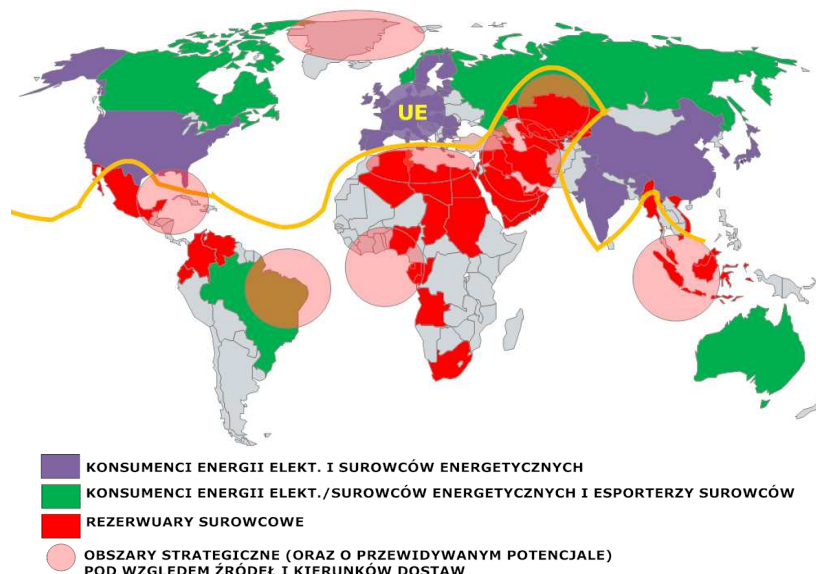 UE
KONSUMENCI ENERGII ELEKT. I SUROWCÓW ENERGETYCZNYCH
KONSUMENCI ENERGII ELEKT./SUROWCÓW ENERGETYCZNYCH I ESPORTERZY SUROWCÓW
REZERWUARY SUROWCOWE
OBSZARY STRATEGICZNE (ORAZ O PRZEWIDYWANYM POTENCJALE)
POD WZGLĘDEM ŹRÓDEŁ I KIERUNKÓW DOSTAW